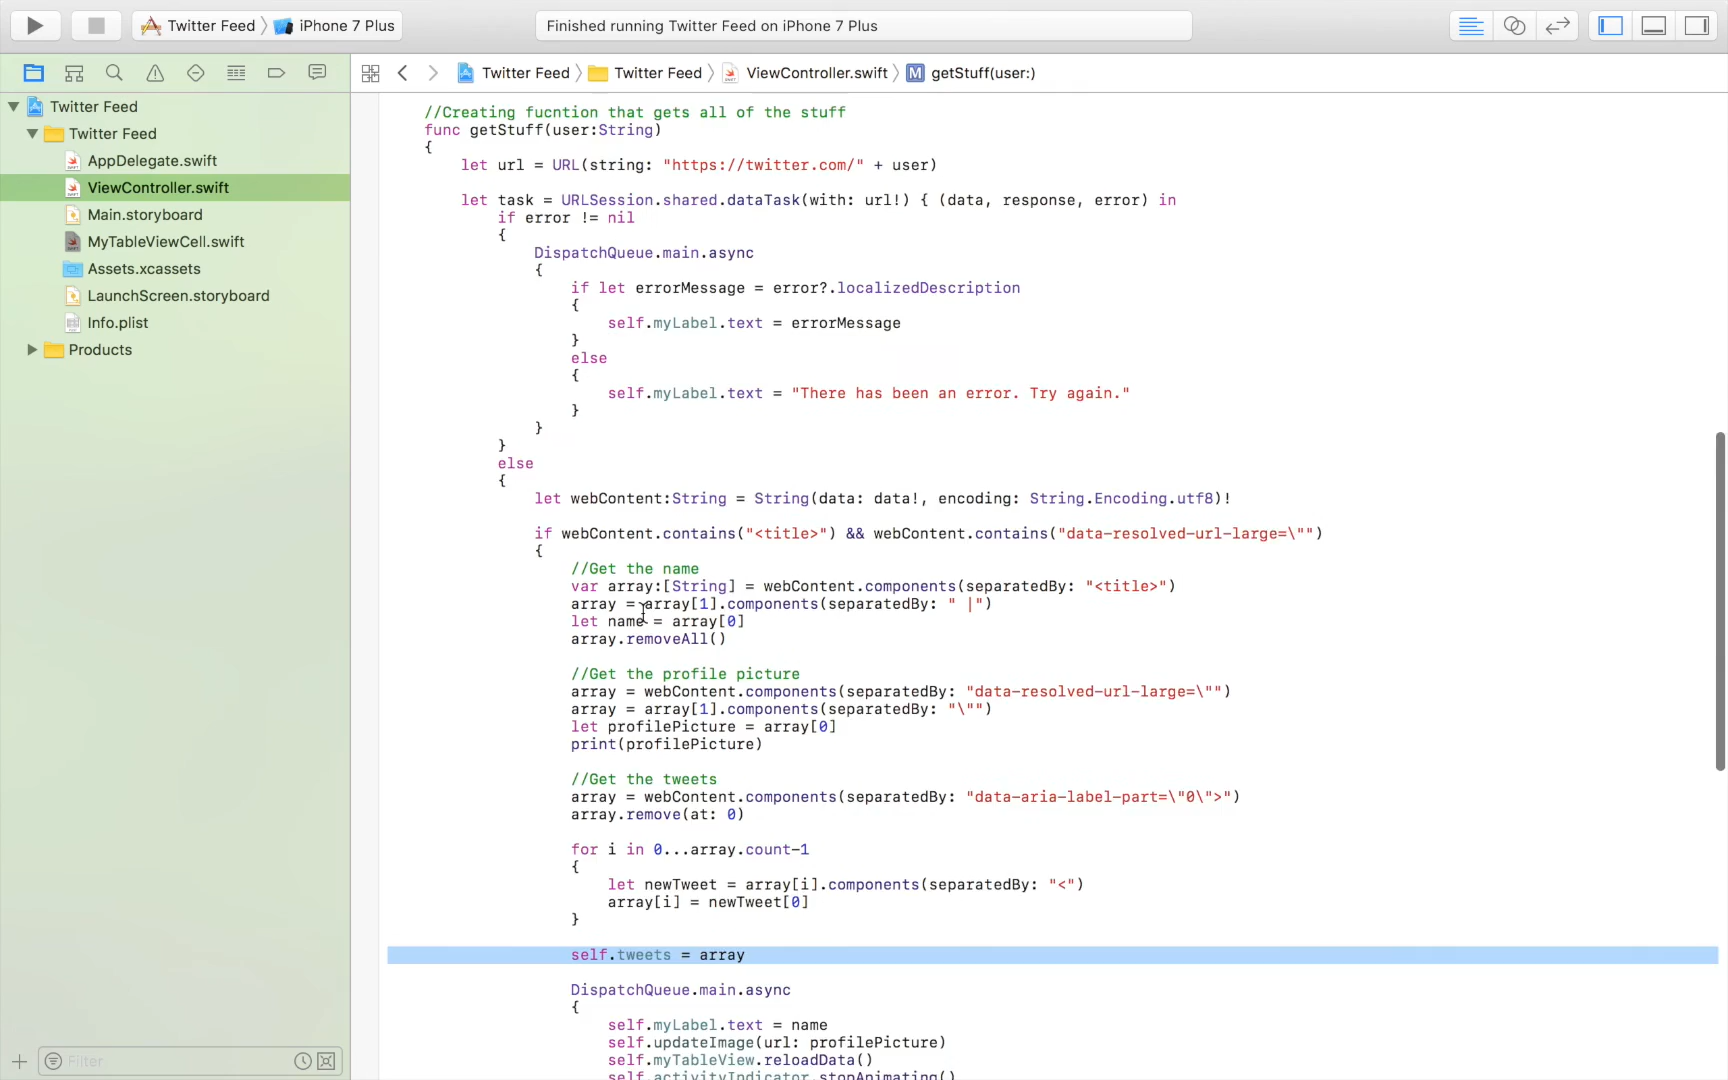 Twitter Feed
iPhone 7 Plus
Finished running Twitter Feed on iPhone 7 Plus
Twitter Feed
Twitter Feed
ViewController.swift
M
getStuff(user:)
Twitter Feed
Twitter Feed
AppDelegate.swift
ViewController.swift
Main.storyboard
MyTableViewCell.swift
Assets.xcassets
LaunchScreen.storyboard
Info.plist
Products
Filter
//Creating fucntion that gets all of the stuff
func getStuff(user:String)
{
let url = URL(string: "https://twitter.com/" + user)
let task = URLSession.shared.dataTask(with: url!) { (data, response, error) in
if error != nil
{
DispatchQueue.main.async
{
if let errorMessage = error?.localizedDescription
{
self.myLabel.text = errorMessage
}
else
{
self.myLabel.text = "There has been an error. Try again."
}
}
}
else
{
let webContent:String = String(data: data!, encoding: String.Encoding.utf8)!
if webContent.contains("<title>") && webContent.contains("data-resolved-url-large=\"")
{
//Get the name
var array:[String] = webContent.components(separatedBy: "<title>")
array = array[1].components(separatedBy: " |")
let name = array[0]
array.removeAll()
//Get the profile picture
array = webContent.components(separatedBy: "data-resolved-url-large=\"")
array = array[1].components(separatedBy: "\"")
let profilePicture = array[0]
print(profilePicture)
//Get the tweets
array = webContent.components(separatedBy: "data-aria-label-part=\"0\">")
array.remove(at: 0)
for i in 0...array.count-1
{
let newTweet = array[i].components(separatedBy: "<")
array[i] = newTweet[0]
}
self.tweets = array
DispatchQueue.main.async
{
self.myLabel.text = name
self.updateImage(url: profilePicture)
self.myTableView.reloadData()
self.activityIndicator.stopAnimating()